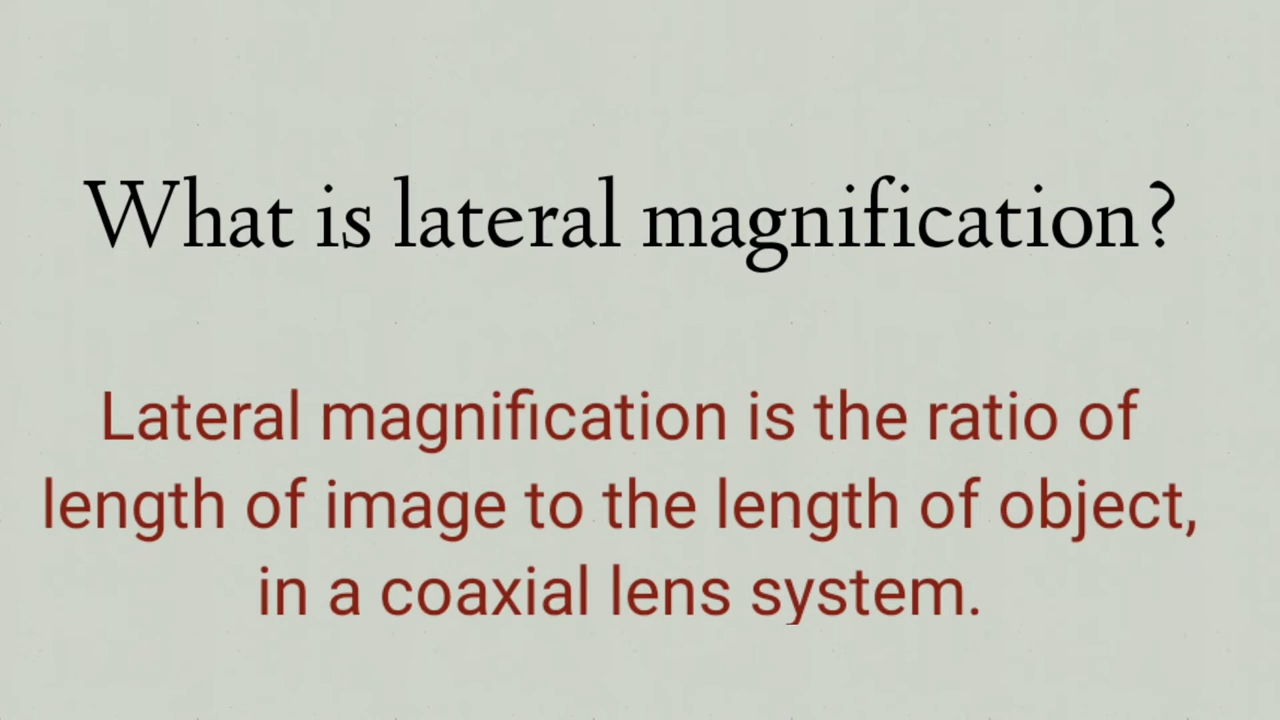 What is lateral magnification?
Lateral magnification is the ratio of
length of image to the length of object,
in a coaxial lens system.